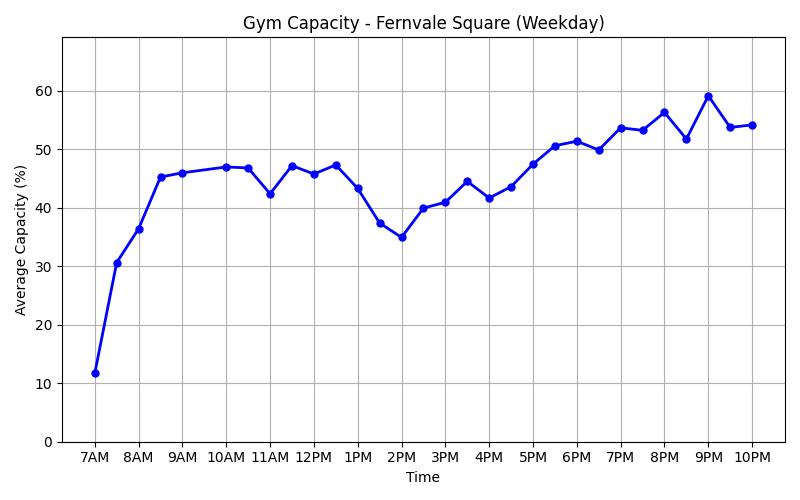 Gym Capacity - Fernvale Square (Weekday)
Average Capacity (%)
60
50
40
30
20
10
0
7AM 8AM 9AM 10AM 11AM 12PM 1PM 2PM 3PM 4PM 5PM 6PM 7PM 8PM 9PM 10PM
Time